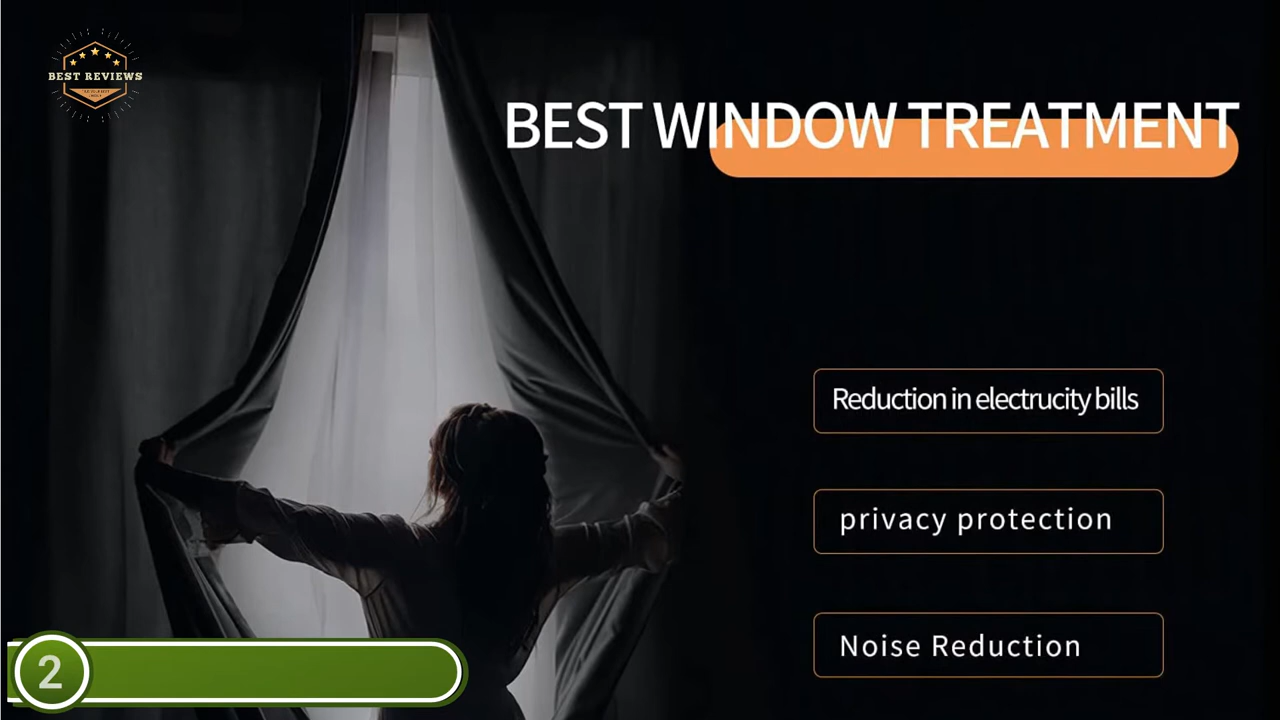 BEST REVIEWS
BEST WINDOW TREATMENT
Reduction in electrucity bills
privacy protection
Noise Reduction
2